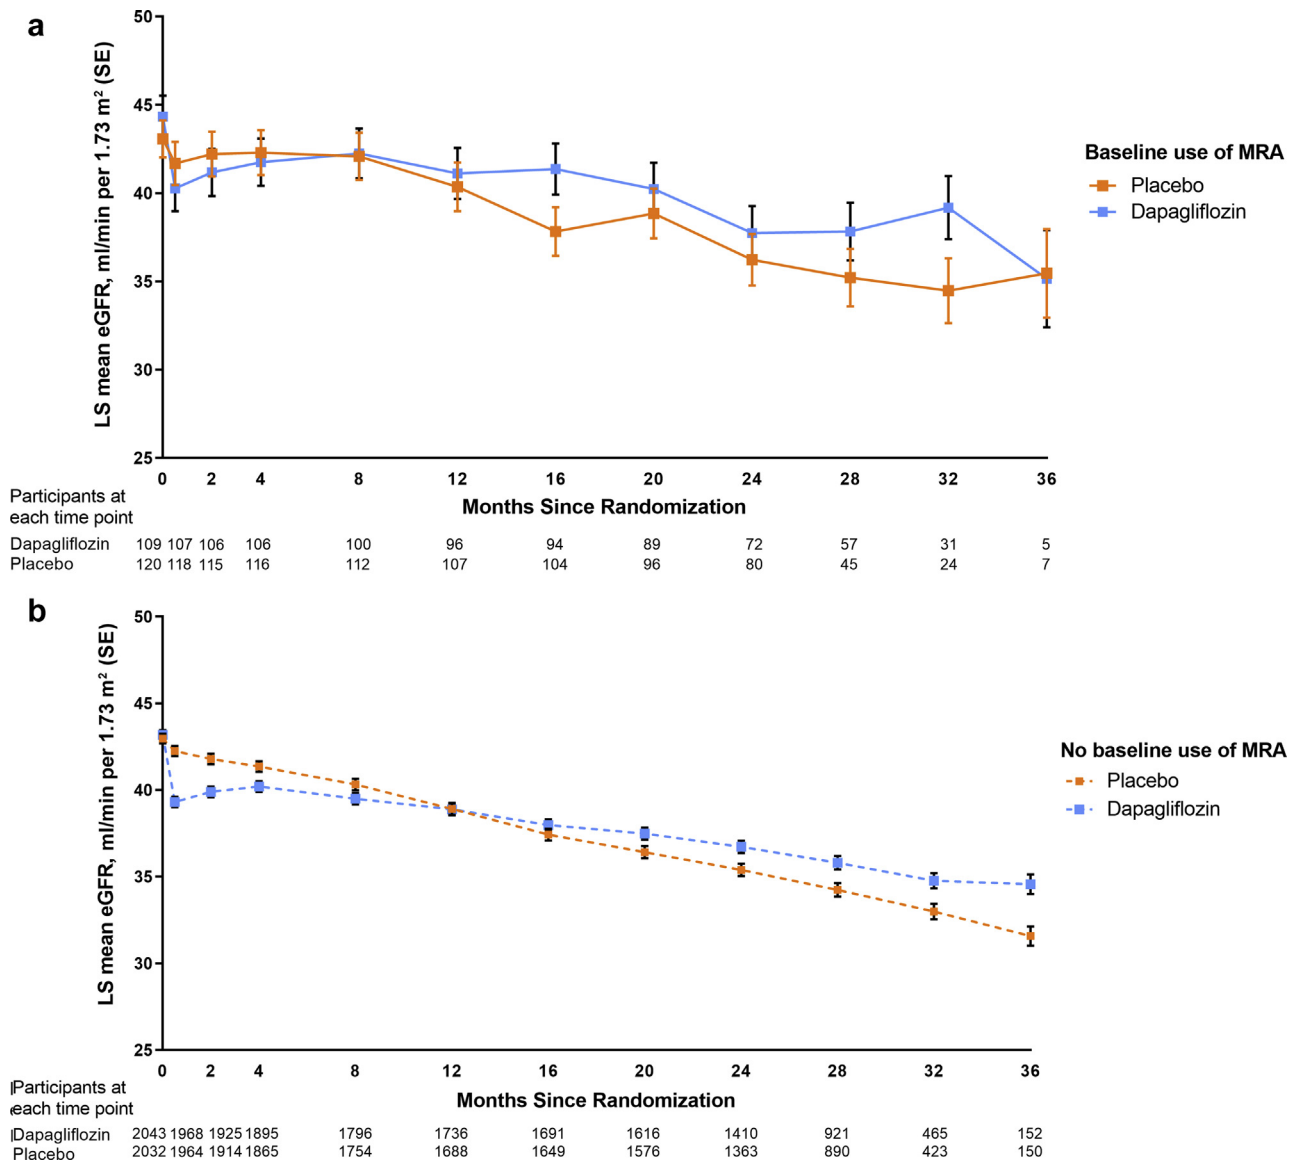 a
LS mean eGFR, ml/min per 1.73 m² (SE)
50
45
40
35
30
25
0 2 4 8 12 16 20 24 28 32 36
Months Since Randomization
Baseline use of MRA
Placebo
Dapagliflozin
Participants at
each time point
Dapagliflozin 109 107 106 106 100 96 94 89 72 57 31 5
Placebo 120 118 115 116 112 107 104 96 80 45 24 7
b
LS mean eGFR, ml/min per 1.73 m² (SE)
50
45
40
35
30
25
0 2 4 8 12 16 20 24 28 32 36
Months Since Randomization
No baseline use of MRA
Placebo
Dapagliflozin
Participants at
each time point
Dapagliflozin 2043 1968 1925 1895 1796 1736 1691 1616 1410 921 465 152
Placebo 2032 1964 1914 1865 1754 1688 1649 1576 1363 890 423 150